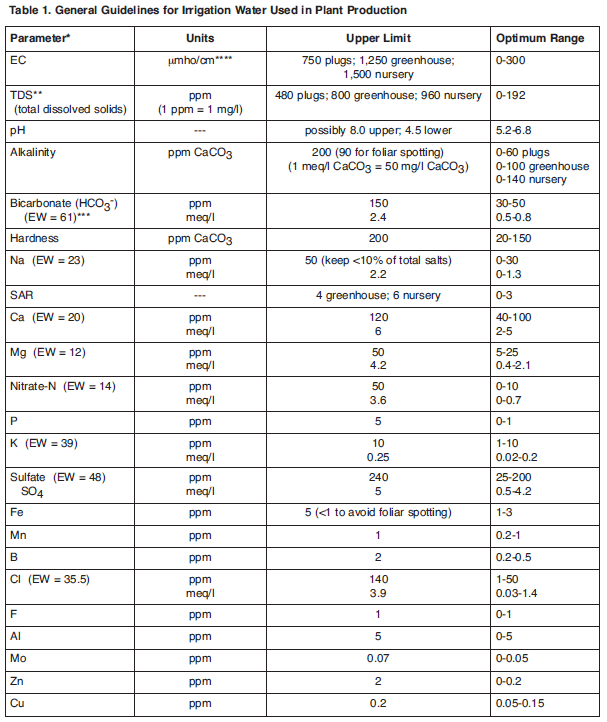 Table 1. General Guidelines for Irrigation Water Used in Plant Production
Parameter* Units Upper Limit Optimum Range
EC µmho/cm**** 750 plugs; 1,250 greenhouse; 0-300
1,500 nursery
TDS** ppm 480 plugs; 800 greenhouse; 960 nursery 0-192
(total dissolved solids) (1 ppm = 1 mg/l)
pH --- possibly 8.0 upper; 4.5 lower 5.2-6.8
Alkalinity ppm CaCO3 200 (90 for foliar spotting) 0-60 plugs
(1 meq/l CaCO3 = 50 mg/l CaCO3) 0-100 greenhouse
0-140 nursery
Bicarbonate (HCO3-) ppm 150 30-50
(EW = 61)*** meq/l 2.4 0.5-0.8
Hardness ppm CaCO3 200 20-150
Na (EW = 23) ppm 50 (keep <10% of total salts) 0-30
meq/l 2.2 0-1.3
SAR --- 4 greenhouse; 6 nursery 0-3
Ca (EW = 20) ppm 120 40-100
meq/l 6 2-5
Mg (EW = 12) ppm 50 5-25
meq/l 4.2 0.4-2.1
Nitrate-N (EW = 14) ppm 50 0-10
meq/l 3.6 0-0.7
P ppm 5 0-1
K (EW = 39) ppm 10 1-10
meq/l 0.25 0.02-0.2
Sulfate (EW = 48) ppm 240 25-200
SO4 meq/l 5 0.5-4.2
Fe ppm 5 (<1 to avoid foliar spotting) 1-3
Mn ppm 1 0.2-1
B ppm 2 0.2-0.5
Cl (EW = 35.5) ppm 140 1-50
meq/l 3.9 0.03-1.4
F ppm 1 0-1
Al ppm 5 0-5
Mo ppm 0.07 0-0.05
Zn ppm 2 0-0.2
Cu ppm 0.2 0.05-0.15